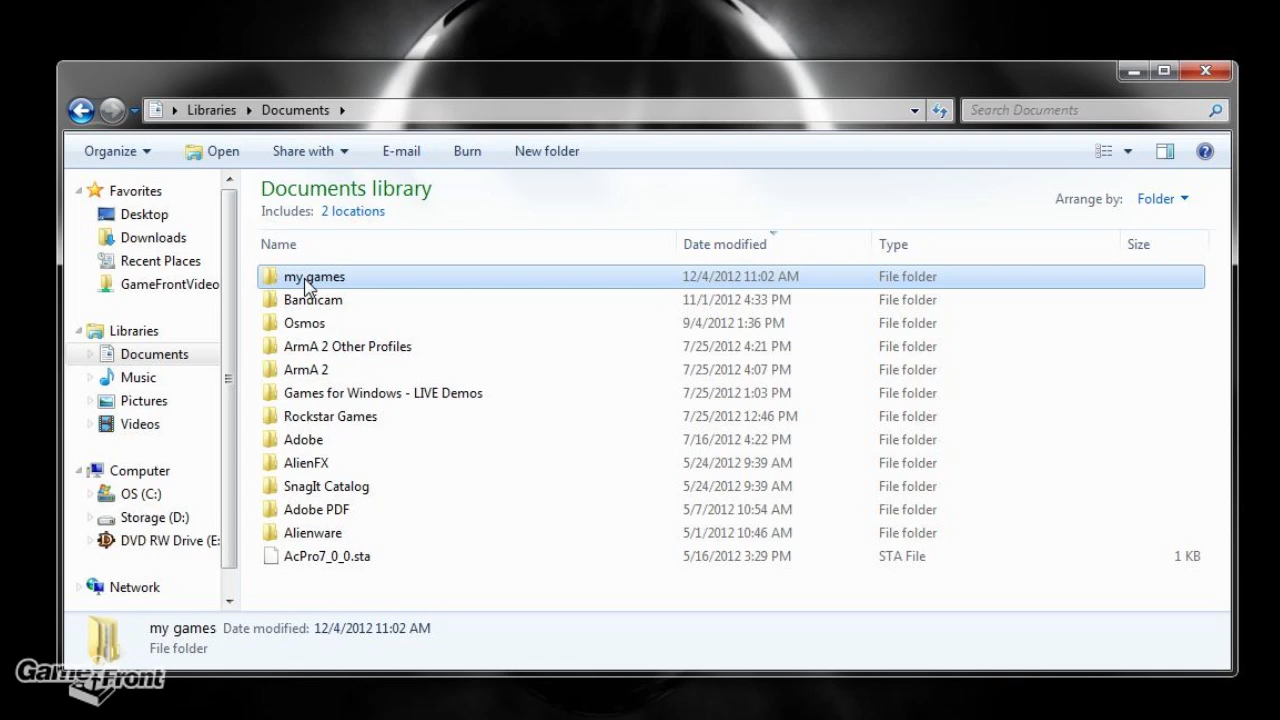 Libraries Documents
Search Documents
Organize Open Share with E-mail Burn New folder
Favorites
Desktop
Downloads
Recent Places
GameFrontVideo
Libraries
Documents
Music
Pictures
Videos
Computer
OS (C:)
Storage (D:)
DVD RW Drive (E:
Network
Documents library
Includes: 2 locations
Arrange by: Folder
Name Date modified Type Size
my games 12/4/2012 11:02 AM File folder
Bandicam 11/1/2012 4:33 PM File folder
Osmos 9/4/2012 1:36 PM File folder
ArmA 2 Other Profiles 7/25/2012 4:21 PM File folder
ArmA 2 7/25/2012 4:07 PM File folder
Games for Windows - LIVE Demos 7/25/2012 1:03 PM File folder
Rockstar Games 7/25/2012 12:46 PM File folder
Adobe 7/16/2012 4:22 PM File folder
AlienFX 5/24/2012 9:39 AM File folder
SnagIt Catalog 5/24/2012 9:39 AM File folder
Adobe PDF 5/7/2012 10:54 AM File folder
Alienware 5/1/2012 10:46 AM File folder
AcPro7_0_0.sta 5/16/2012 3:29 PM STA File 1 KB
my games Date modified: 12/4/2012 11:02 AM
File folder
GameFront